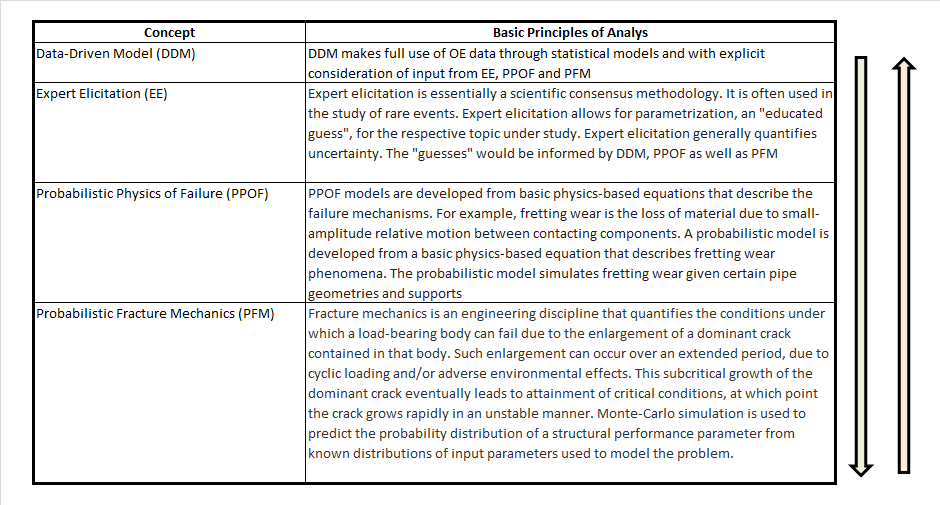 Concept
Basic Principles of Analys
Data-Driven Model (DDM)
DDM makes full use of OE data through statistical models and with explicit
consideration of input from EE, PPOF and PFM
Expert Elicitation (EE)
Expert elicitation is essentially a scientific consensus methodology. It is often used in
the study of rare events. Expert elicitation allows for parametrization, an "educated
guess", for the respective topic under study. Expert elicitation generally quantifies
uncertainty. The "guesses" would be informed by DDM, PPOF as well as PFM
Probabilistic Physics of Failure (PPOF)
PPOF models are developed from basic physics-based equations that describe the
failure mechanisms. For example, fretting wear is the loss of material due to small-
amplitude relative motion between contacting components. A probabilistic model is
developed from a basic physics-based equation that describes fretting wear
phenomena. The probabilistic model simulates fretting wear given certain pipe
geometries and supports
Probabilistic Fracture Mechanics (PFM)
Fracture mechanics is an engineering discipline that quantifies the conditions under
which a load-bearing body can fail due to the enlargement of a dominant crack
contained in that body. Such enlargement can occur over an extended period, due to
cyclic loading and/or adverse environmental effects. This subcritical growth of the
dominant crack eventually leads to attainment of critical conditions, at which point
the crack grows rapidly in an unstable manner. Monte-Carlo simulation is used to
predict the probability distribution of a structural performance parameter from
known distributions of input parameters used to model the problem.